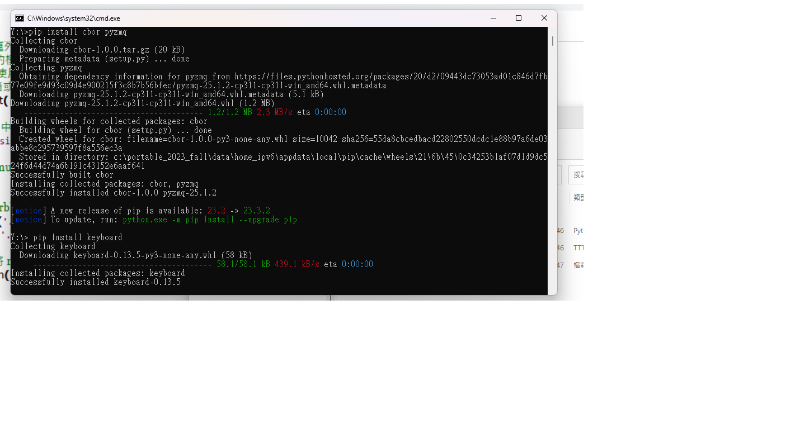 C:\Windows\system32\cmd.exe
Y:\>pip install cbor pyzmq
Collecting cbor
Downloading cbor-1.0.0.tar.gz (20 kB)
Preparing metadata (setup.py) ... done
Collecting pyzmq
Obtaining dependency information for pyzmq from https://files.pythonhosted.org/packages/20/d2/09443dc73053ad01c846d7fb
77e09fe9d93c09d4e900215f3c8b7b56bfec/pyzmq-25.1.2-cp311-cp311-win_amd64.whl.metadata
Downloading pyzmq-25.1.2-cp311-cp311-win_amd64.whl.metadata (5.1 kB)
Downloading pyzmq-25.1.2-cp311-cp311-win_amd64.whl (1.2 MB)
---------------------------------------- 1.2/1.2 MB 2.3 MB/s eta 0:00:00
Building wheels for collected packages: cbor
Building wheel for cbor (setup.py) ... done
Created wheel for cbor: filename=cbor-1.0.0-py3-none-any.whl size=10042
Stored in directory: c:\portable_2023_fall\data\home_ipv6\appdata\local\pip\cache\wheels\
Successfully built cbor
Installing collected packages: cbor, pyzmq
Successfully installed cbor-1.0.0 pyzmq-25.1.2
[notice] A new release of pip is available: 23.2 -> 23.3.2
[notice] To update, run: python.exe -m pip install --upgrade pip
Y:\> pip install keyboard
Collecting keyboard
Downloading keyboard-0.13.5-py3-none-any.whl (58 kB)
---------------------------------------- 58.1/58.1 kB 439.1 kB/s eta 0:00:00
Installing collected packages: keyboard
Successfully installed keyboard-0.13.5